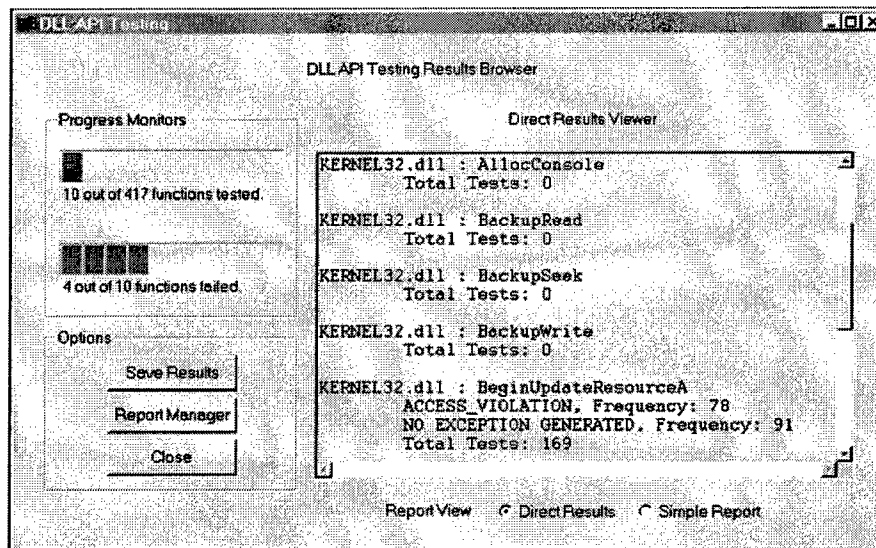 DLL API Testing
DLL API Testing Results Browser
Progress Monitors
10 out of 417 functions tested.
4 out of 10 functions failed.
Options
Save Results
Report Manager
Close
Direct Results Viewer
KERNEL32.dll : AllocConsole
Total Tests: 0
KERNEL32.dll : BackupRead
Total Tests: 0
KERNEL32.dll : BackupSeek
Total Tests: 0
KERNEL32.dll : BackupWrite
Total Tests: 0
KERNEL32.dll : BeginUpdateResourceA
ACCESS_VIOLATION, Frequency: 78
NO EXCEPTION GENERATED, Frequency: 91
Total Tests: 169
Report View Direct Results Simple Report